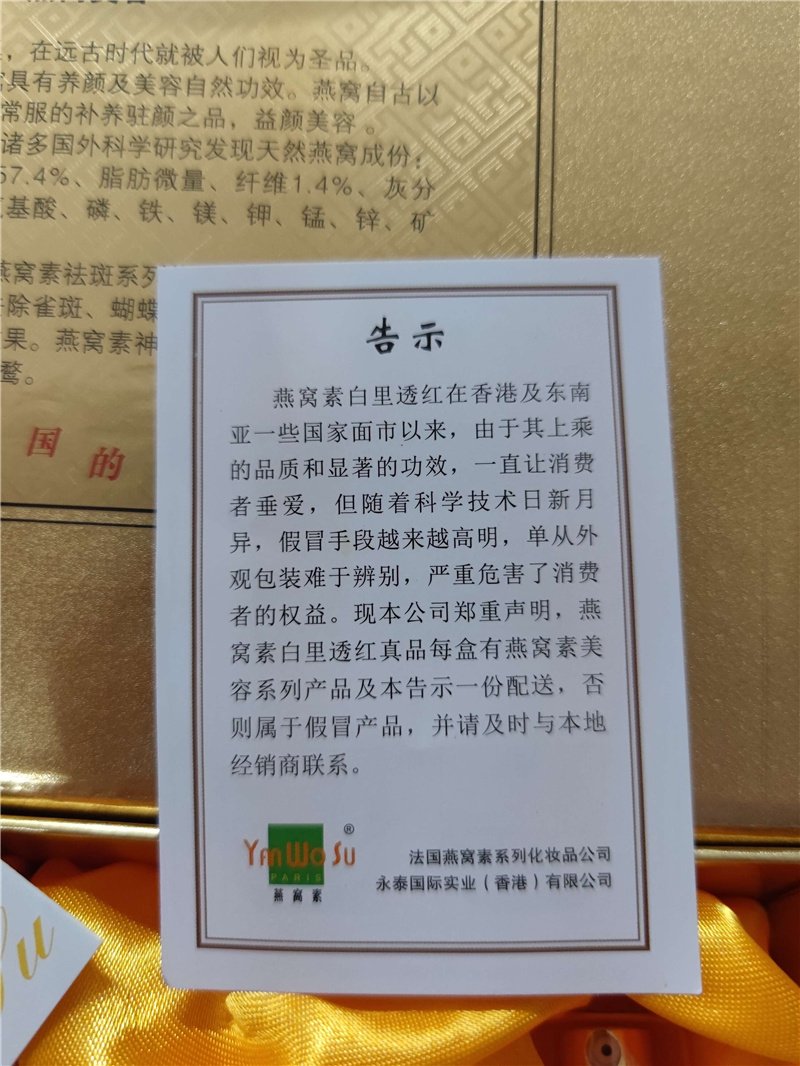 ，在远古时代就被人们视为圣品。
具有养颜及美容自然功效。燕窝自古以
常服的补养驻颜之品，益颜美容。
诸多国外科学研究发现天然燕窝成份：
57.4%、脂肪微量、纤维1.4%、灰分
基酸、磷、铁、镁、钾、锰、锌、矿
燕窝素祛斑系列
除雀斑、蝴蝶
果。燕窝素神
鹜。
国的
告示
燕窝素白里透红在香港及东南
亚一些国家面市以来，由于其上乘
的品质和显著的功效，一直让消费
者垂爱，但随着科学技术日新月
异，假冒手段越来越高明，单从外
观包装难于辨别，严重危害了消费
者的权益。现本公司郑重声明，燕
窝素白里透红真品每盒有燕窝素美
容系列产品及本告示一份配送，否
则属于假冒产品，并请及时与本地
经销商联系。
YanWoSu®
PARIS
燕窝素
法国燕窝素系列化妆品公司
永泰国际实业（香港）有限公司
u